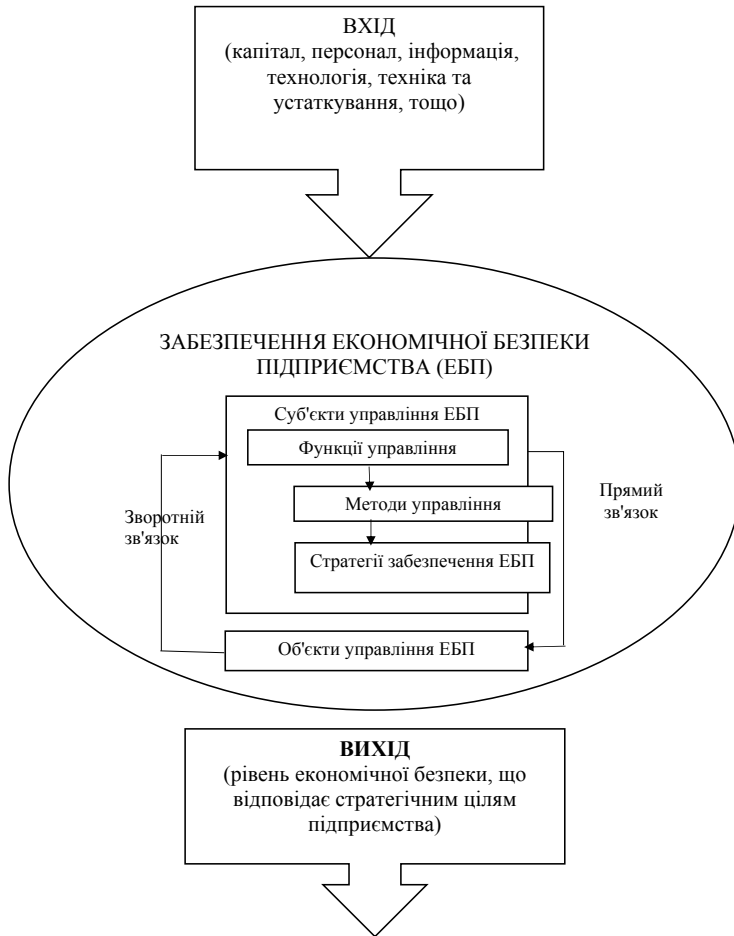 ВХІД
(капітал, персонал, інформація,
технологія, техніка та
устаткування, тощо)
ЗАБЕЗПЕЧЕННЯ ЕКОНОМІЧНОЇ БЕЗПЕКИ
ПІДПРИЄМСТВА (ЕБП)
Суб'єкти управління ЕБП
Функції управління
Методи управління
Стратегії забезпечення ЕБП
Зворотній
зв'язок
Прямий
зв'язок
Об'єкти управління ЕБП
ВИХІД
(рівень економічної безпеки, що
відповідає стратегічним цілям
підприємства)